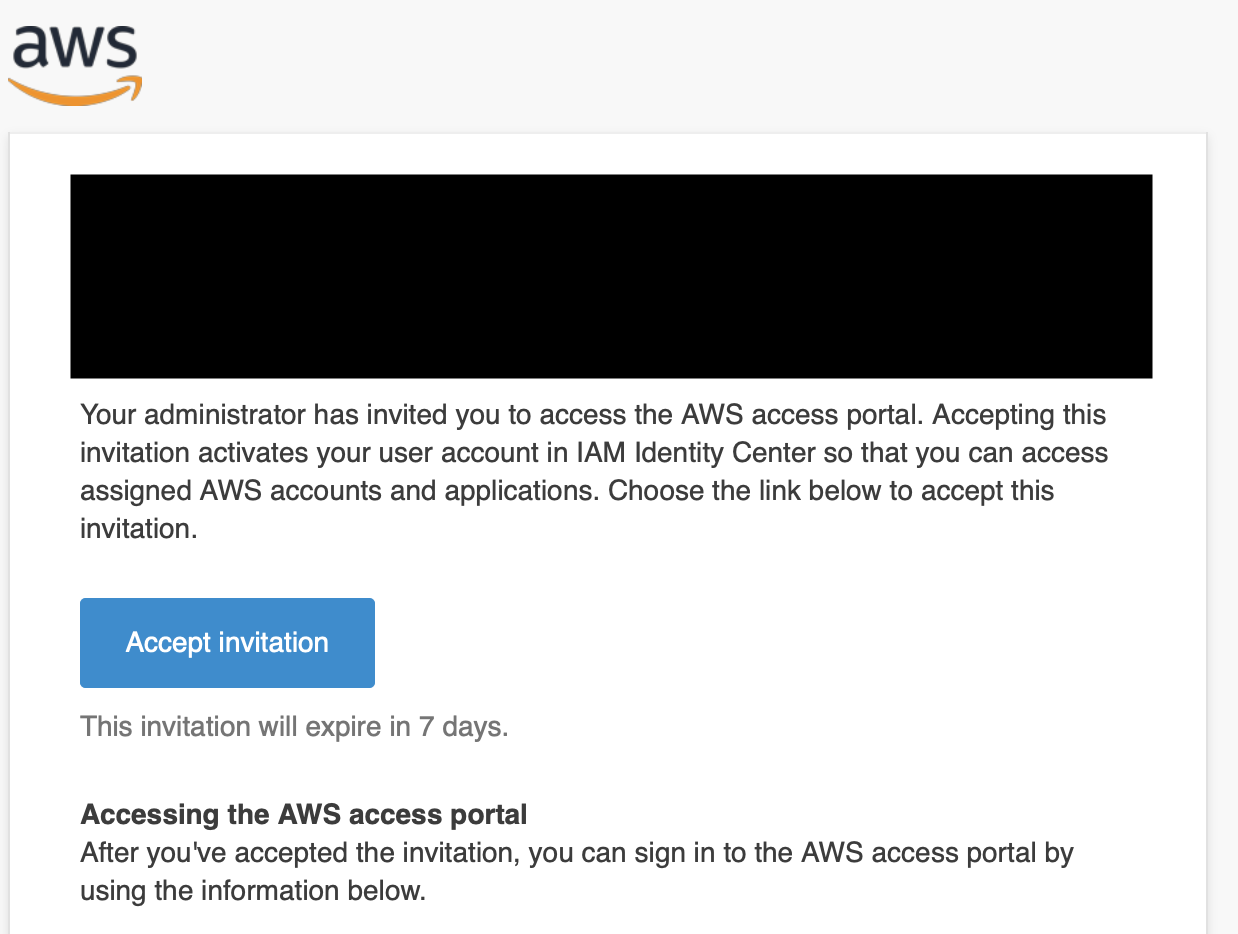 aws
Your administrator has invited you to access the AWS access portal. Accepting this
invitation activates your user account in IAM Identity Center so that you can access
assigned AWS accounts and applications. Choose the link below to accept this
invitation.
Accept invitation
This invitation will expire in 7 days.
Accessing the AWS access portal
After you've accepted the invitation, you can sign in to the AWS access portal by
using the information below.